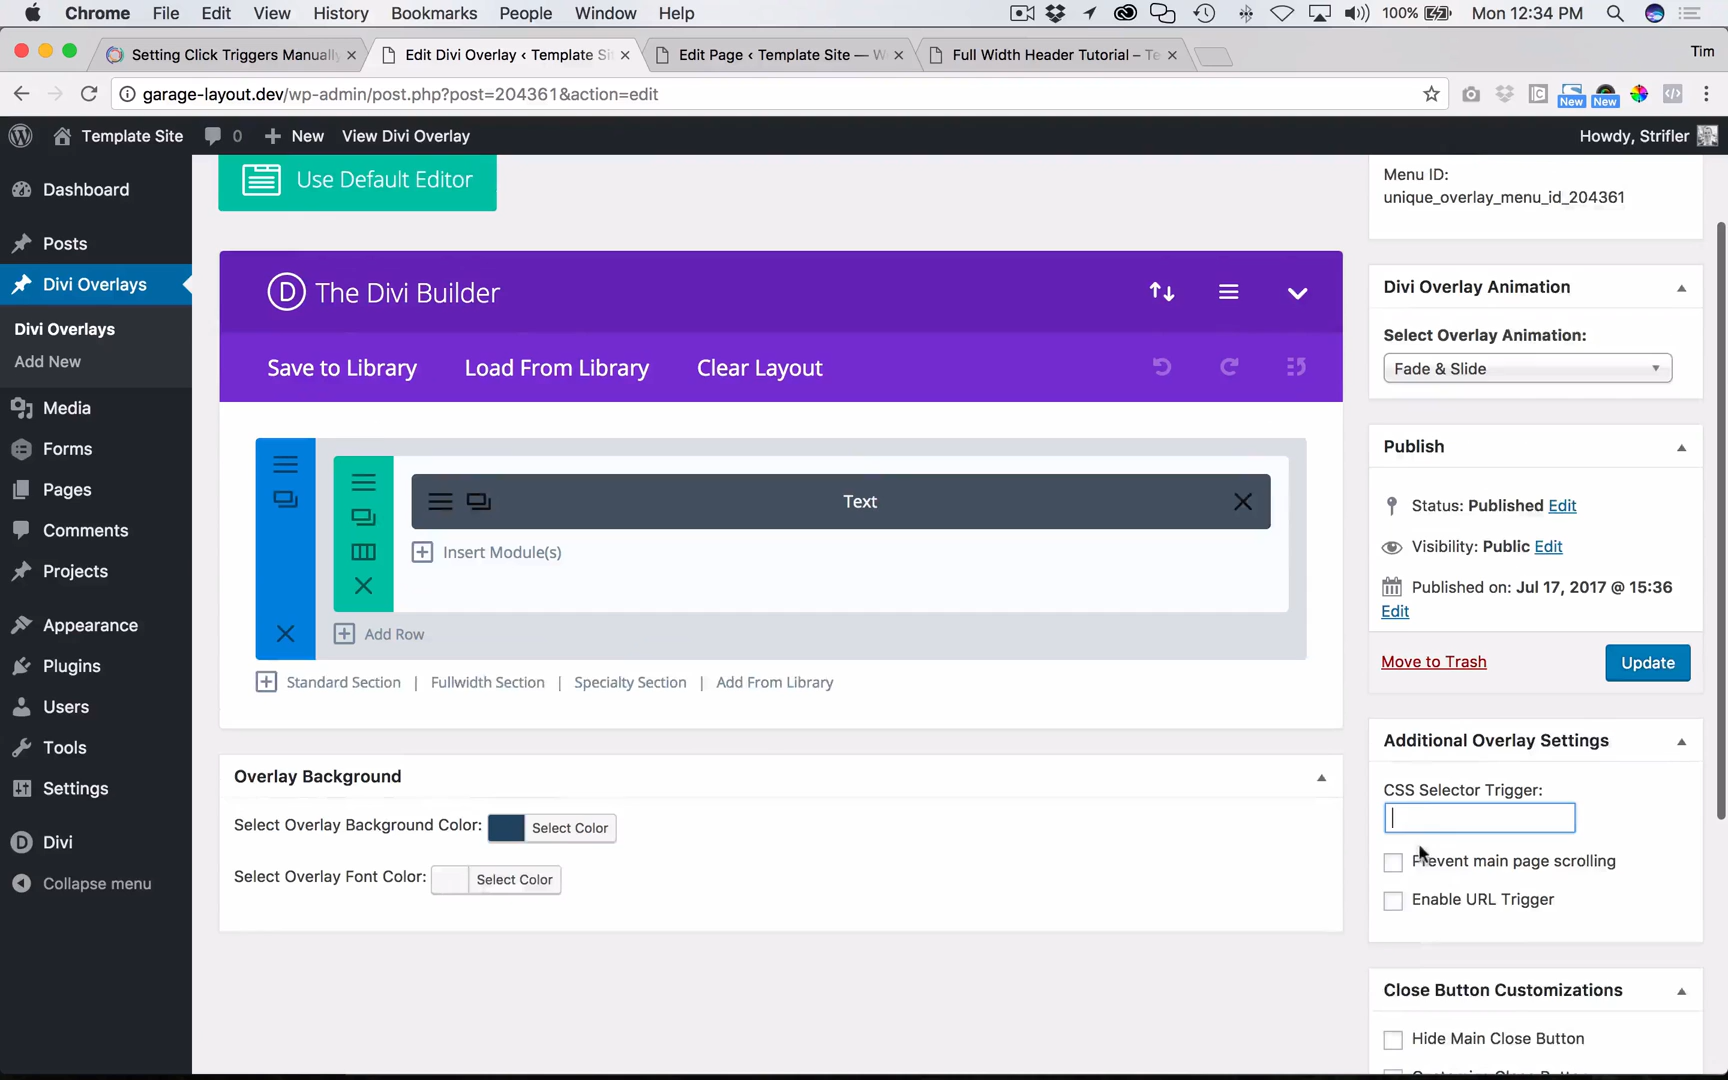 Chrome File Edit View History Bookmarks People Window Help 100% Mon 12:34 PM
Setting Click Triggers Manually Edit Divi Overlay ‹ Template Si Edit Page ‹ Template Site — W Full Width Header Tutorial – Te Tim
garage-layout.dev/wp-admin/post.php?post=204361&action=edit New New
Template Site 0 New View Divi Overlay Howdy, Strifler
Dashboard
Posts
Divi Overlays
Divi Overlays
Add New
Media
Forms
Pages
Comments
Projects
Appearance
Plugins
Users
Tools
Settings
Divi
Collapse menu
Use Default Editor
D The Divi Builder
Save to Library Load From Library Clear Layout
Text
Insert Module(s)
Add Row
Standard Section | Fullwidth Section | Specialty Section | Add From Library
Overlay Background
Select Overlay Background Color: Select Color
Select Overlay Font Color: Select Color
Menu ID:
unique_overlay_menu_id_204361
Divi Overlay Animation
Select Overlay Animation:
Fade & Slide
Publish
Status: Published Edit
Visibility: Public Edit
Published on: Jul 17, 2017 @ 15:36
Edit
Move to Trash Update
Additional Overlay Settings
CSS Selector Trigger:
Prevent main page scrolling
Enable URL Trigger
Close Button Customizations
Hide Main Close Button